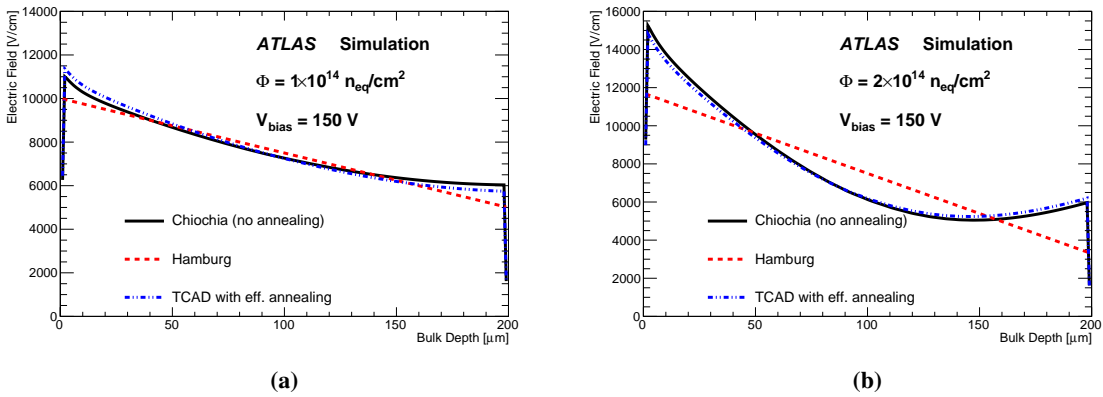 Electric Field [V/cm]
14000
12000
10000
8000
6000
4000
2000
0
ATLAS Simulation
Φ = 1×10¹⁴ n_eq/cm²
V_bias = 150 V
Chiochia (no annealing)
Hamburg
TCAD with eff. annealing
0 50 100 150 200
Bulk Depth [μm]
(a)
Electric Field [V/cm]
16000
14000
12000
10000
8000
6000
4000
2000
0
ATLAS Simulation
Φ = 2×10¹⁴ n_eq/cm²
V_bias = 150 V
Chiochia (no annealing)
Hamburg
TCAD with eff. annealing
0 50 100 150 200
Bulk Depth [μm]
(b)